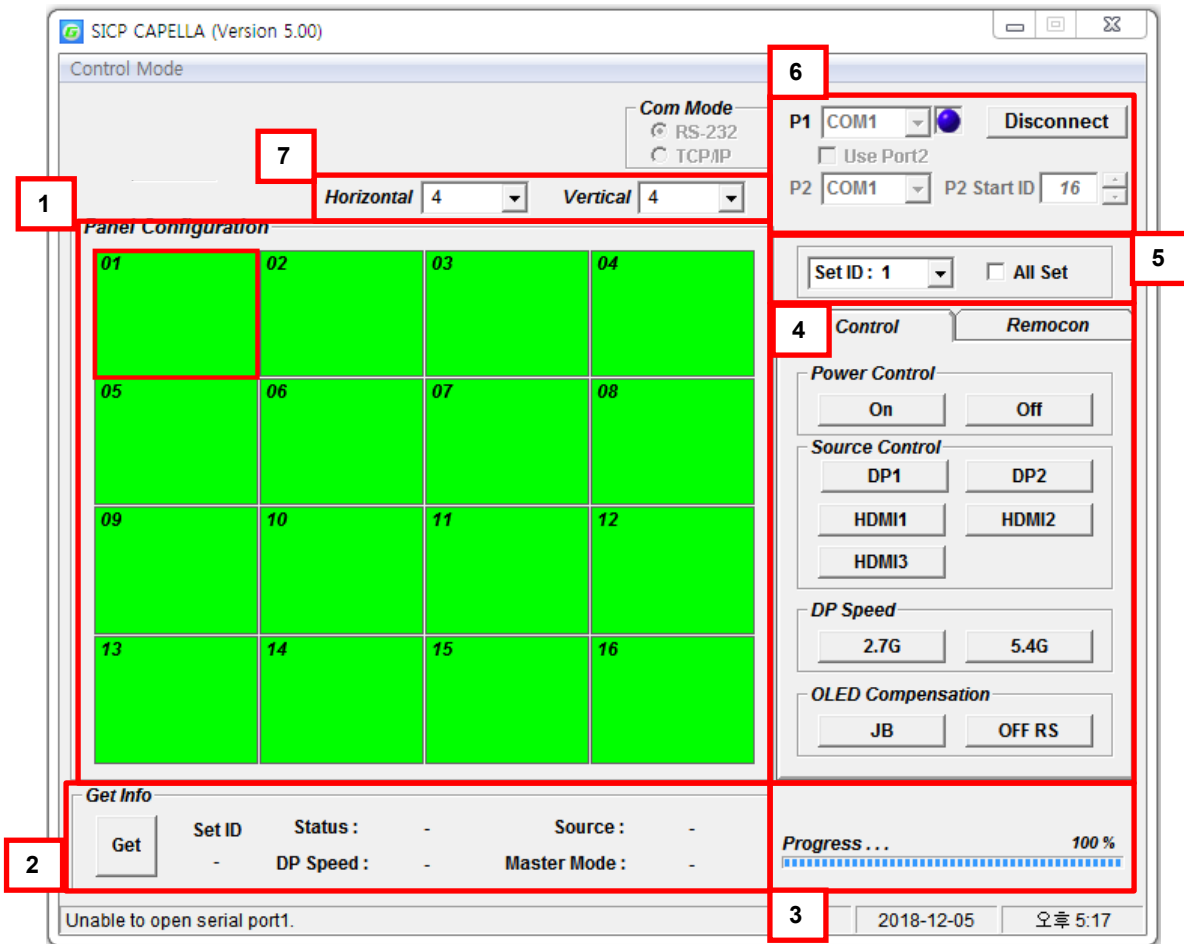 SICP CAPELLA (Version 5.00)
Control Mode
6
Com Mode
RS-232
TCP/IP
P1 COM1 Disconnect
Use Port2
P2 COM1 P2 Start ID 16
7
Horizontal 4 Vertical 4
1
Panel Configuration
01 02 03 04
05 06 07 08
09 10 11 12
13 14 15 16
5
Set ID : 1 All Set
4
Control Remocon
Power Control
On Off
Source Control
DP1 DP2
HDMI1 HDMI2
HDMI3
DP Speed
2.7G 5.4G
OLED Compensation
JB OFF RS
2
Get Info
Get
Set ID -
Status : - Source : -
DP Speed : - Master Mode : -
Progress . . . 100 %
3
Unable to open serial port1. 2018-12-05 오후 5:17